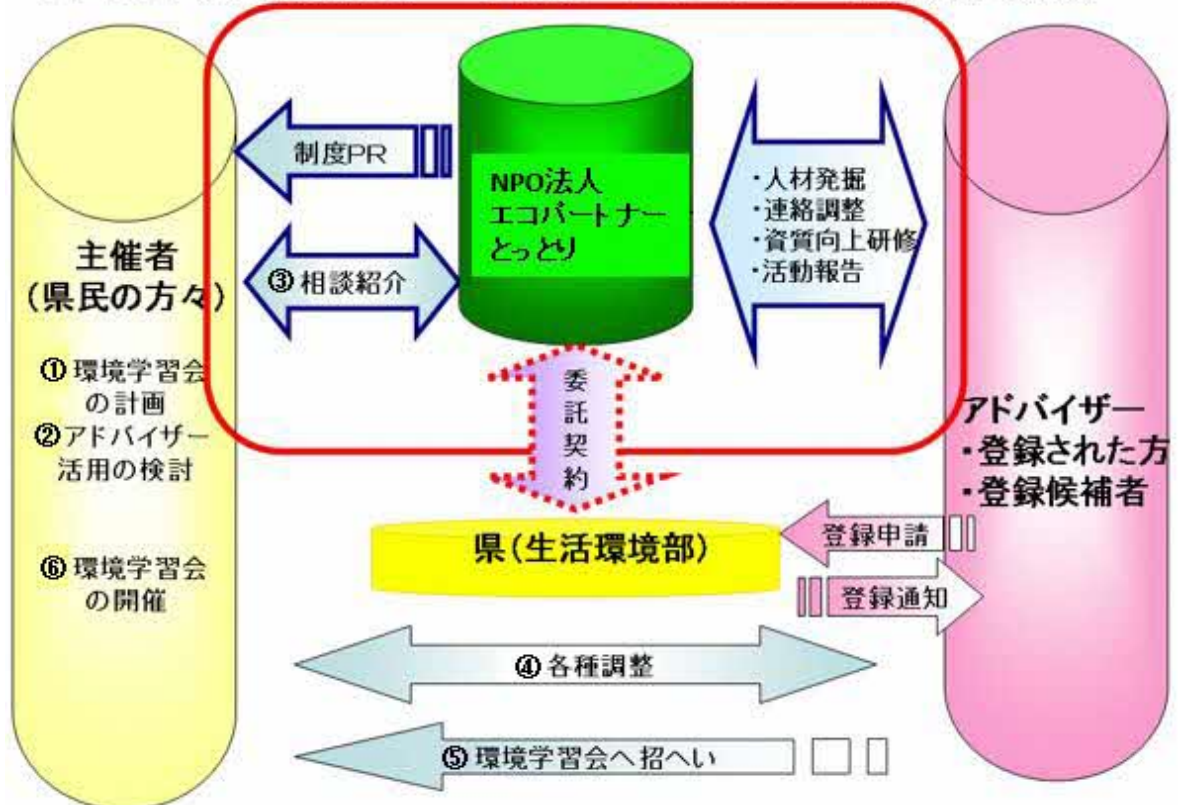 制度PR
NPO法人
エコパートナー
とっとり
・人材発掘
・連絡調整
・資質向上研修
・活動報告
主催者
(県民の方々)
③相談紹介
①環境学習会
の計画
②アドバイザー
活用の検討
委託契約
アドバイザー
・登録された方
・登録候補者
県(生活環境部)
登録申請
登録通知
⑥環境学習会
の開催
④各種調整
⑤環境学習会へ招へい